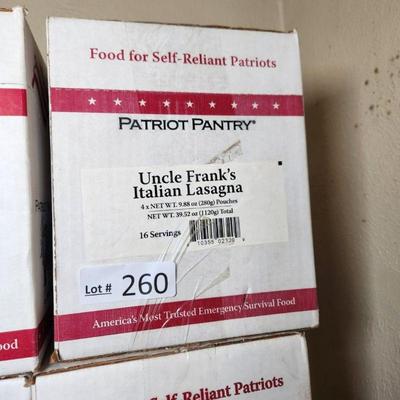 Food for Self-Reliant Patriots
PATRIOT PANTRY®
Uncle Frank's
Italian Lasagna
4 x NET WT. 9.88 oz (280g) Pouches
NET WT. 39.52 oz (1120g) Total
16 Servings
Lot # 260
America's Most Trusted Emergency Survival Food
ood
Self-Reliant Patriots